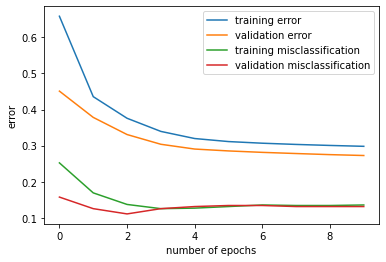 training error
validation error
training misclassification
validation misclassification
error
0.6
0.5
0.4
0.3
0.2
0.1
0
2
4
6
8
number of epochs